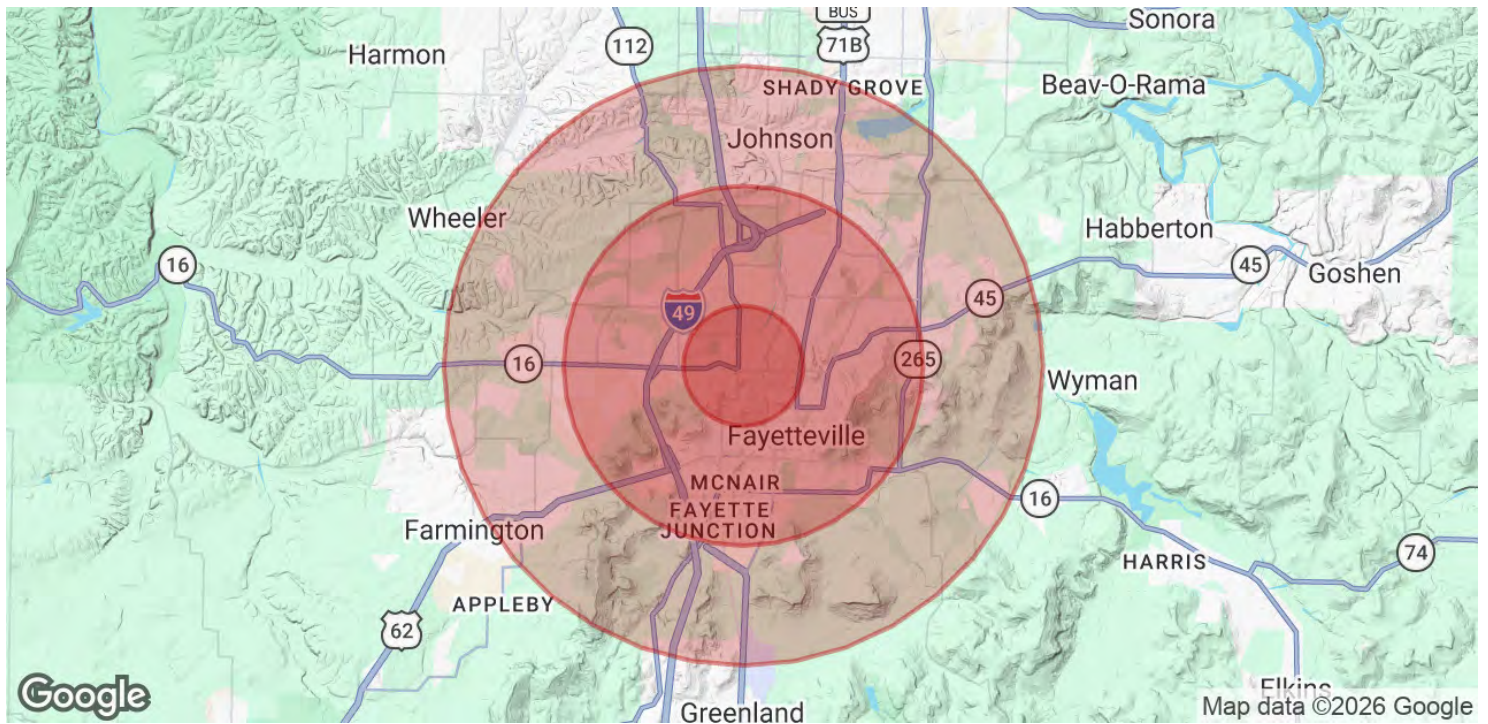 BUS
71B
Sonora
112
Harmon
Beav-O-Rama
SHADY GROVE
Johnson
Wheeler
Habberton
16
45
Goshen
45
49
16
265
Wyman
Fayetteville
MCNAIR
FAYETTE
JUNCTION
16
Farmington
74
HARRIS
APPLEBY
62
Elkins
Google
Greenland
Map data ©2026 Google